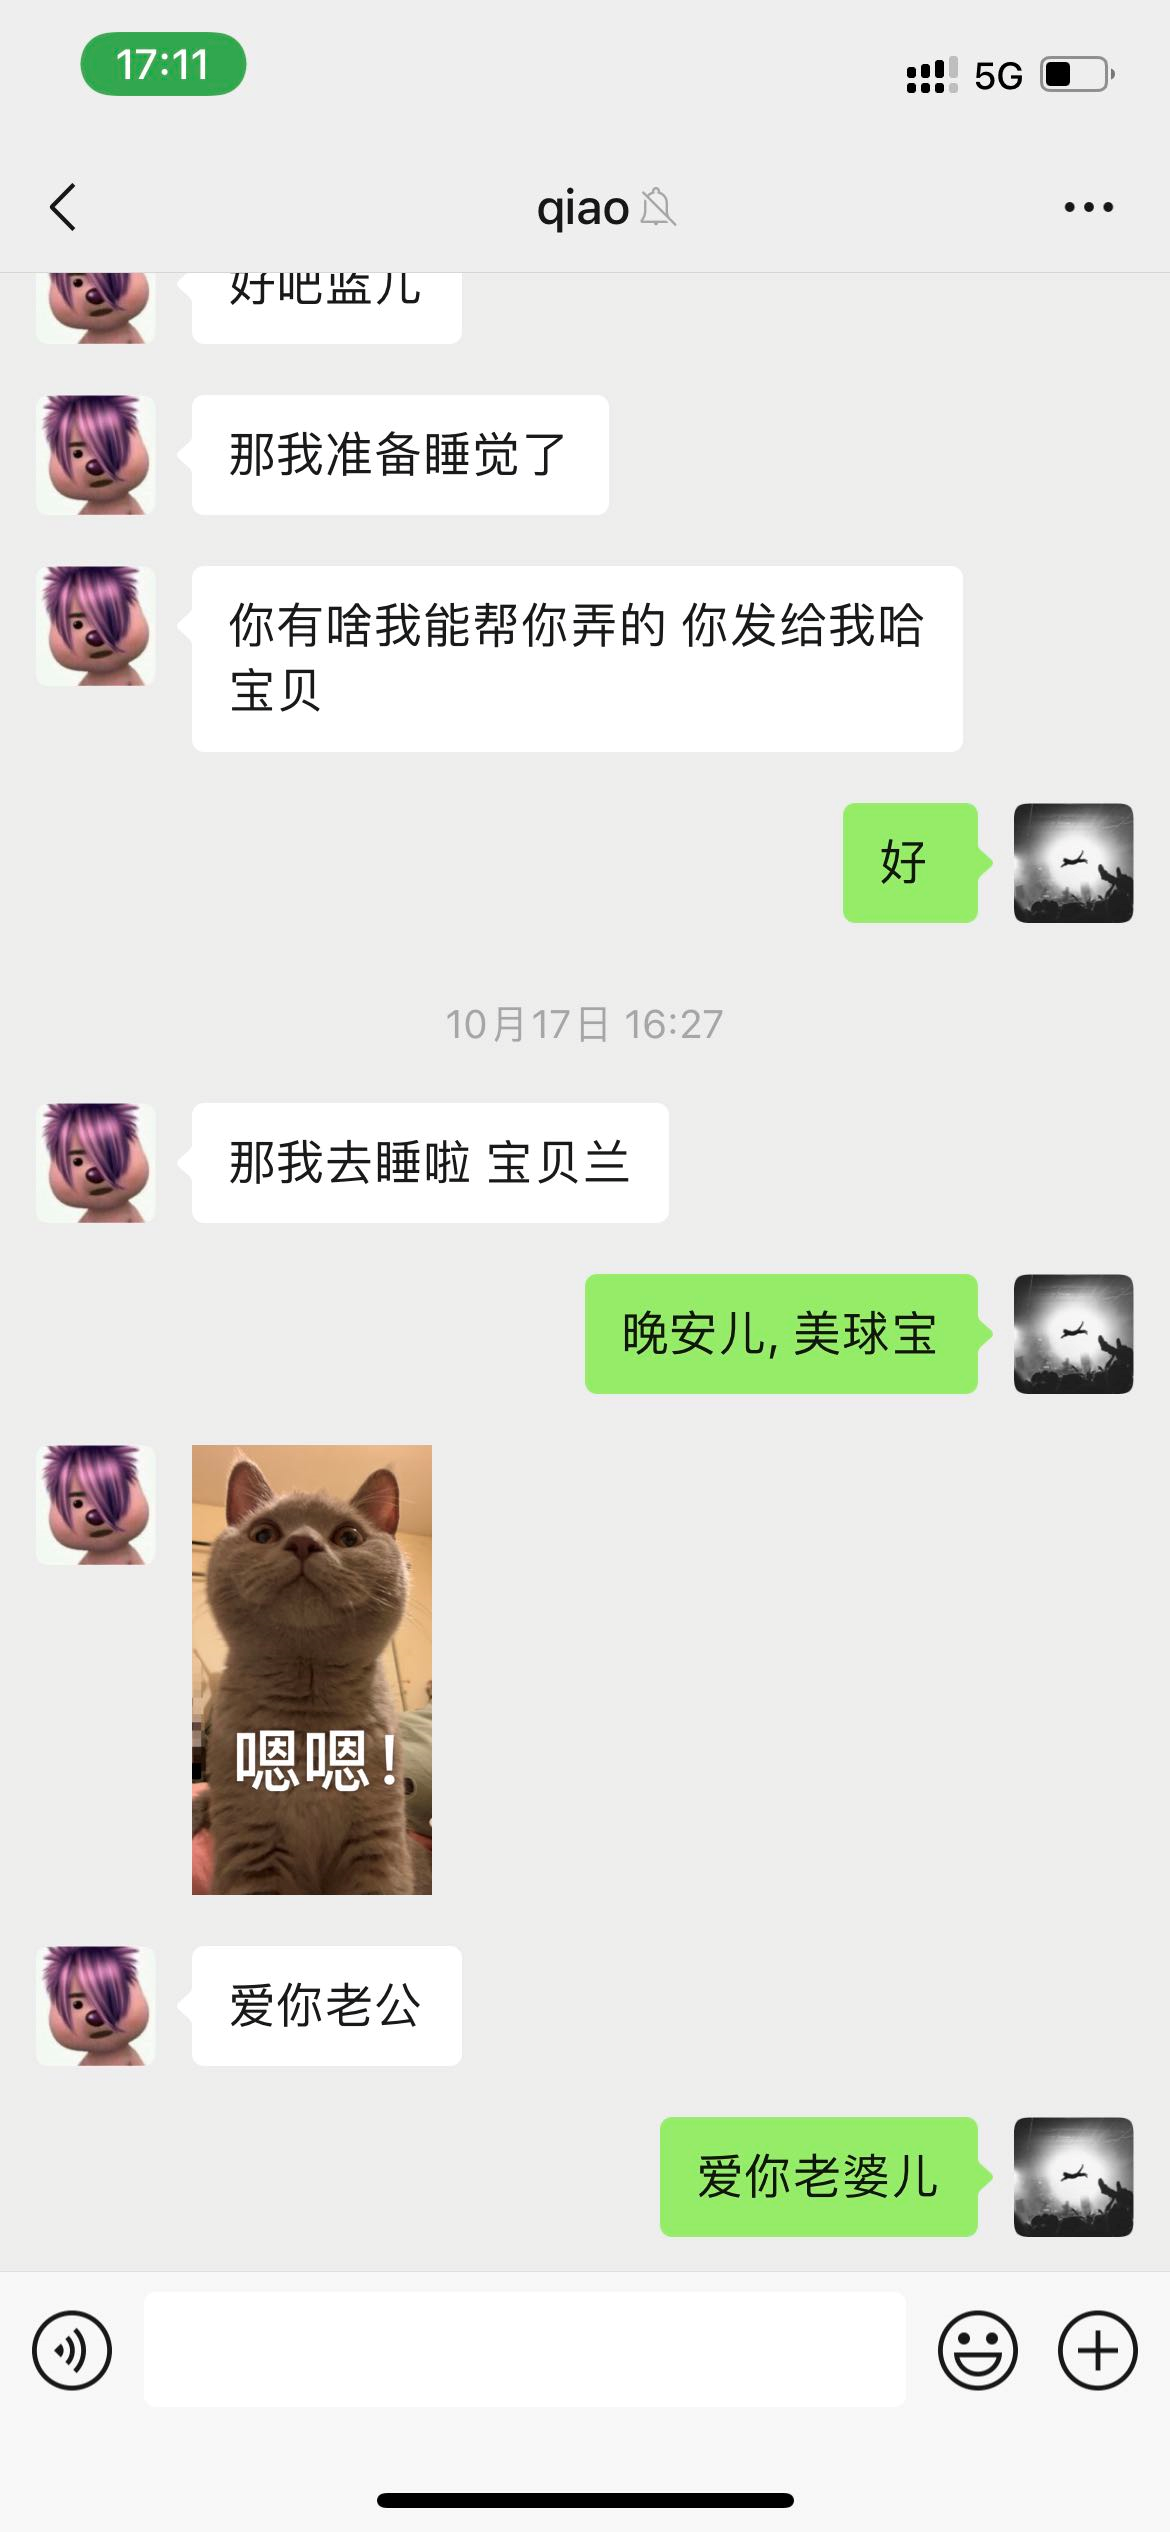 17:11
5G
qiao
好吧蓝儿
那我准备睡觉了
你有啥我能帮你弄的 你发给我哈
宝贝
好
10月17日 16:27
那我去睡啦 宝贝兰
晚安儿, 美球宝
嗯嗯！
爱你老公
爱你老婆儿